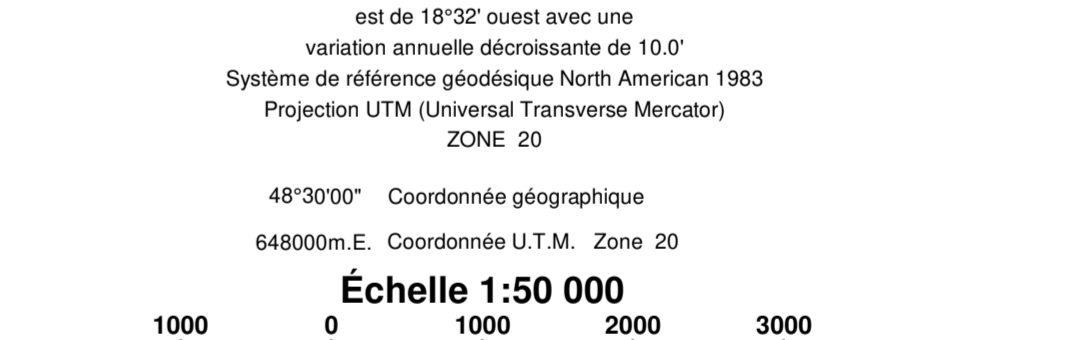 est de 18°32' ouest avec une
variation annuelle décroissante de 10.0'
Système de référence géodésique North American 1983
Projection UTM (Universal Transverse Mercator)
ZONE 20
48°30'00" Coordonnée géographique
648000m.E. Coordonnée U.T.M. Zone 20
Échelle 1:50 000
1000 0 1000 2000 3000